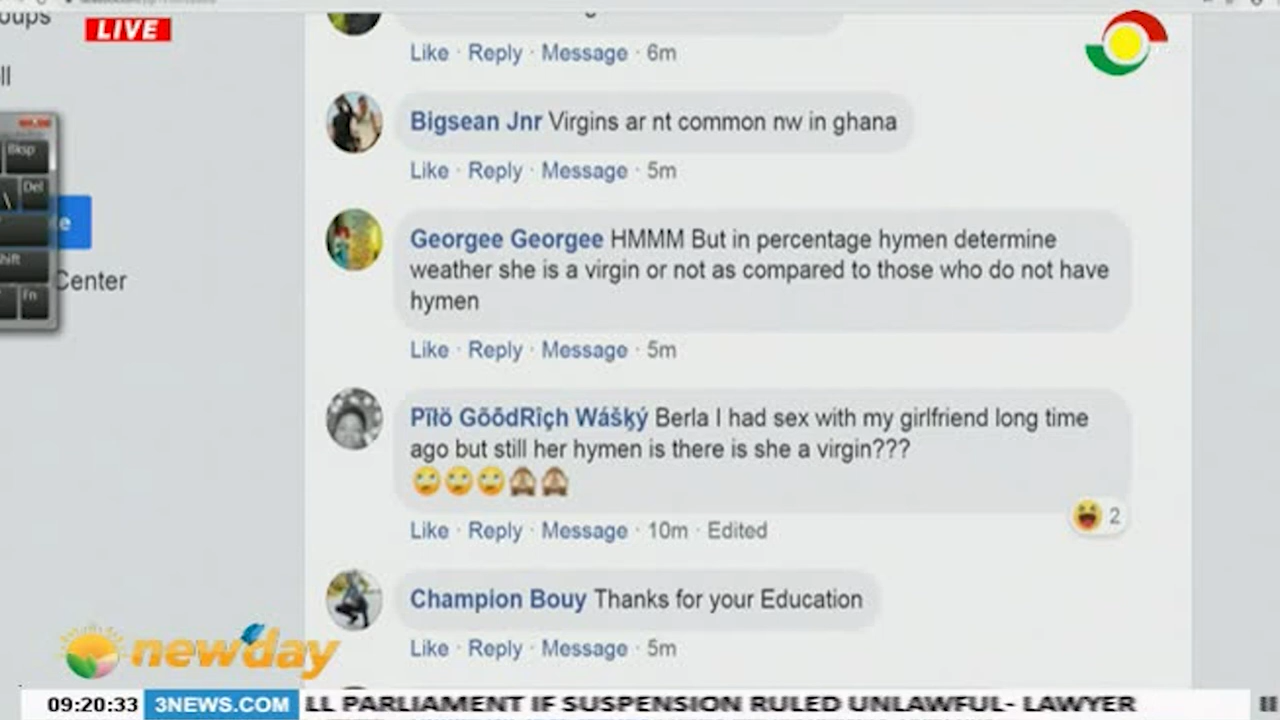 oups
LIVE
ll
Like · Reply · Message · 6m
Bigsean Jnr Virgins ar nt common nw in ghana
Like · Reply · Message · 5m
Bksp
Del
\
e
hift
Fn
Center
Georgee Georgee HMMM But in percentage hymen determine
weather she is a virgin or not as compared to those who do not have
hymen
Like · Reply · Message · 5m
Pïlö GõõdRîçh Wášķý Berla I had sex with my girlfriend long time
ago but still her hymen is there is she a virgin???
🙄🙄🙄🙈🙈
2
Like · Reply · Message · 10m · Edited
Champion Bouy Thanks for your Education
Like · Reply · Message · 5m
newday
09:20:33 3NEWS.COM LL PARLIAMENT IF SUSPENSION RULED UNLAWFUL- LAWYER